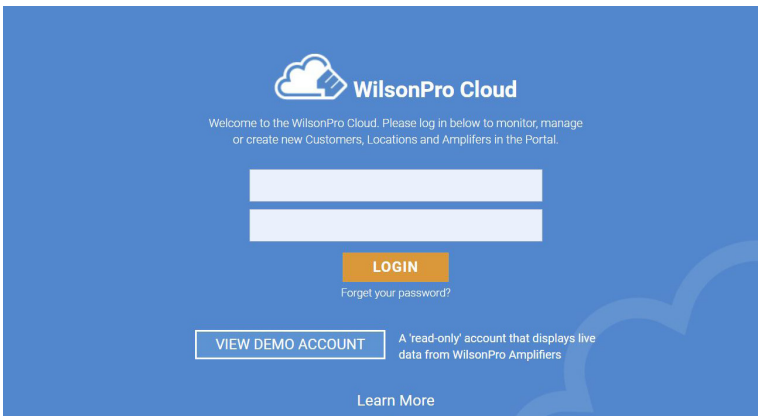 WilsonPro Cloud
Welcome to the WilsonPro Cloud. Please log in below to monitor, manage
or create new Customers, Locations and Amplifers in the Portal.
LOGIN
Forget your password?
VIEW DEMO ACCOUNT
A 'read-only' account that displays live
data from WilsonPro Amplifiers
Learn More